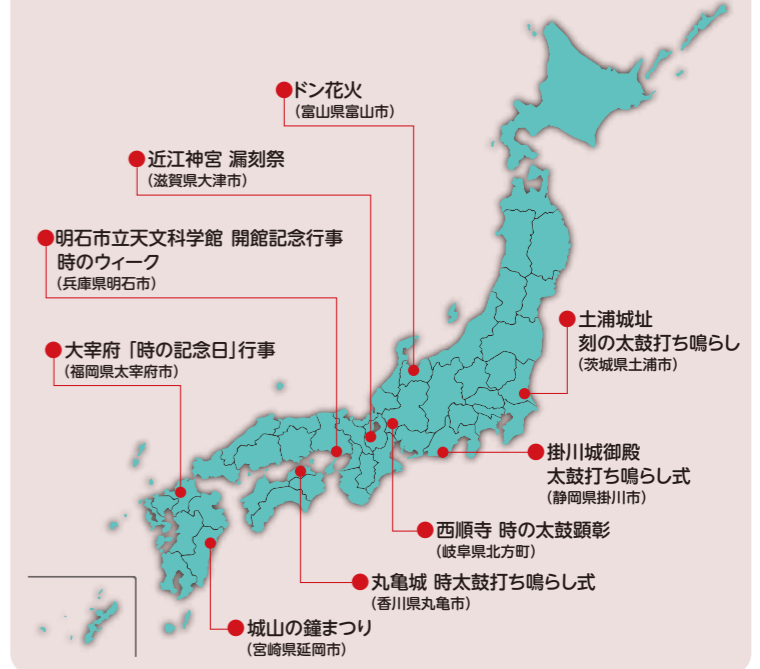 ドン花火
(富山県富山市)
近江神宮 漏刻祭
(滋賀県大津市)
明石市立天文科学館 開館記念行事
時のウィーク
(兵庫県明石市)
大宰府「時の記念日」行事
(福岡県太宰府市)
土浦城址
刻の太鼓打ち鳴らし
(茨城県土浦市)
掛川城御殿
太鼓打ち鳴らし式
(静岡県掛川市)
西順寺 時の太鼓顕彰
(岐阜県北方町)
丸亀城 時太鼓打ち鳴らし式
(香川県丸亀市)
城山の鐘まつり
(宮崎県延岡市)